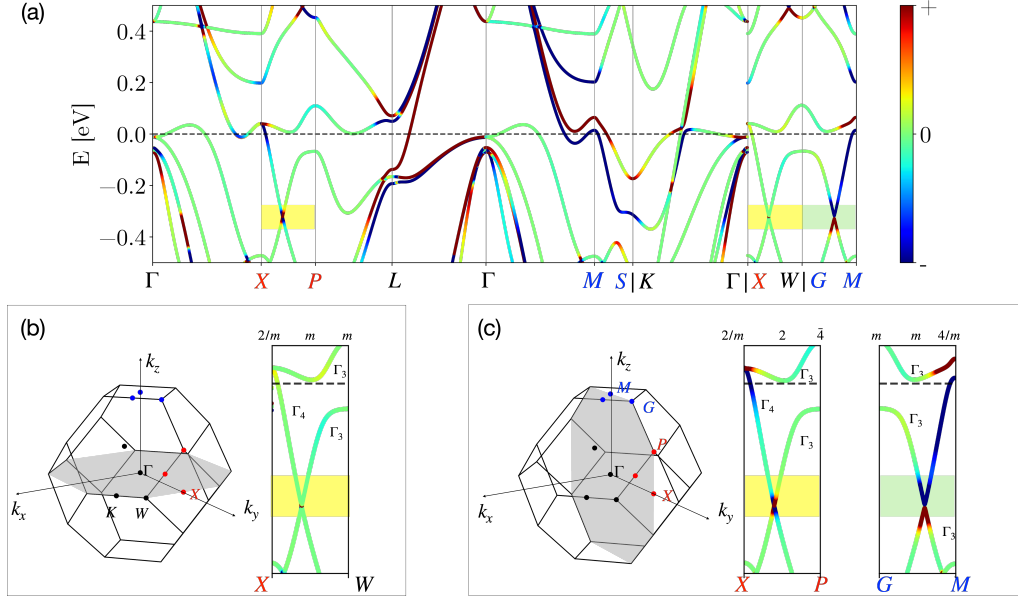 (a)
+
0.4
0.2
0.0
−0.2
−0.4
E [eV]
0
-
Γ X P L Γ M S|K Γ|X W|G M
(b)
2/m m m
k_z
Γ_3
Γ_4
Γ_3
Γ
X
K W
k_x
k_y
X W
(c)
2/m 2 4̄
m m 4/m
k_z
M
G
P
Γ
X
k_x
k_y
Γ_3
Γ_4
Γ_3
Γ_3
Γ_3
Γ_3
X P
G M